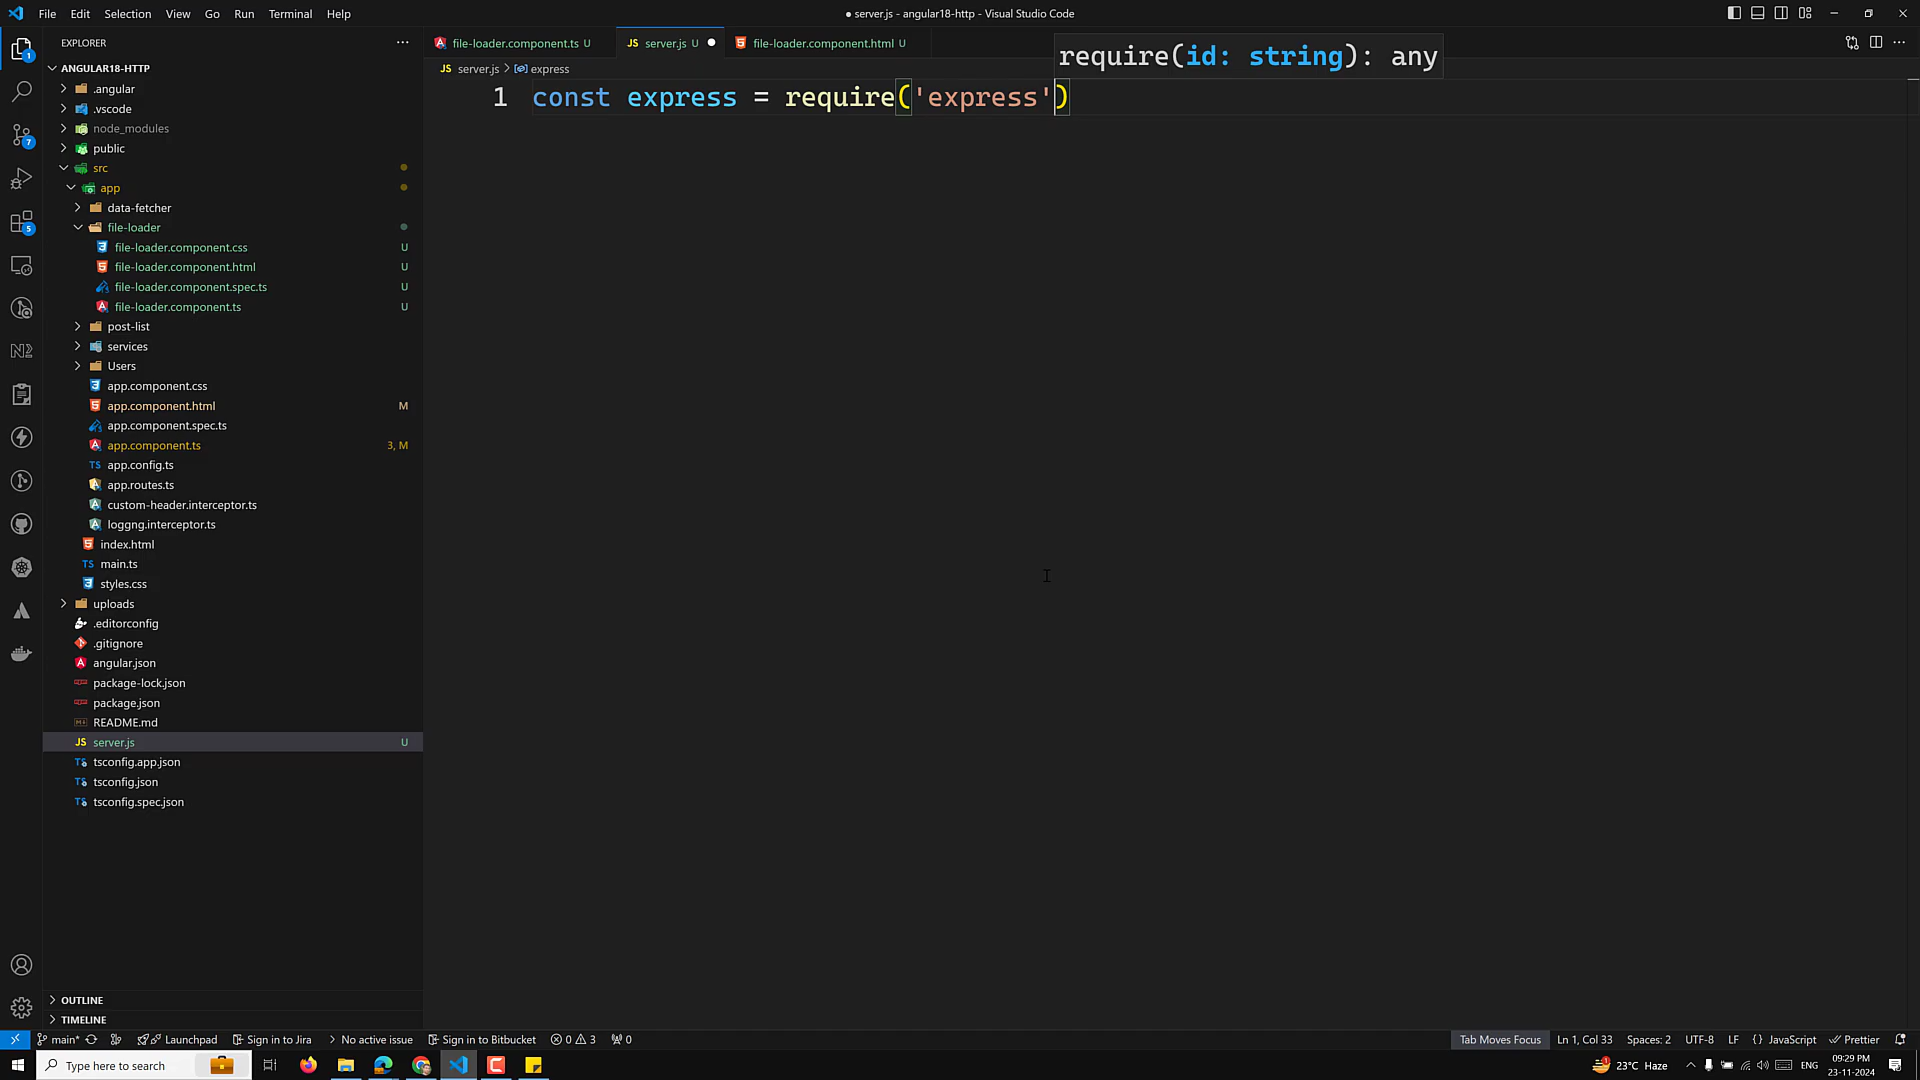 File Edit Selection View Go Run Terminal Help
● server.js - angular18-http - Visual Studio Code
EXPLORER
file-loader.component.ts U
JS server.js U ●
file-loader.component.html U
require(id: string): any
ANGULAR18-HTTP
JS server.js > express
1 const express = require('express')
.angular
.vscode
node_modules
public
src
app
data-fetcher
file-loader
file-loader.component.css U
file-loader.component.html U
file-loader.component.spec.ts U
file-loader.component.ts U
post-list
services
Users
app.component.css
app.component.html M
app.component.spec.ts
app.component.ts 3, M
TS app.config.ts
app.routes.ts
custom-header.interceptor.ts
loggng.interceptor.ts
index.html
TS main.ts
styles.css
uploads
.editorconfig
.gitignore
angular.json
package-lock.json
package.json
README.md
JS server.js U
tsconfig.app.json
tsconfig.json
tsconfig.spec.json
1
7
5
OUTLINE
TIMELINE
main* Launchpad Sign in to Jira No active issue Sign in to Bitbucket 0 3 0
Tab Moves Focus Ln 1, Col 33 Spaces: 2 UTF-8 LF {} JavaScript Prettier
Type here to search
23°C Haze
ENG
09:29 PM
23-11-2024